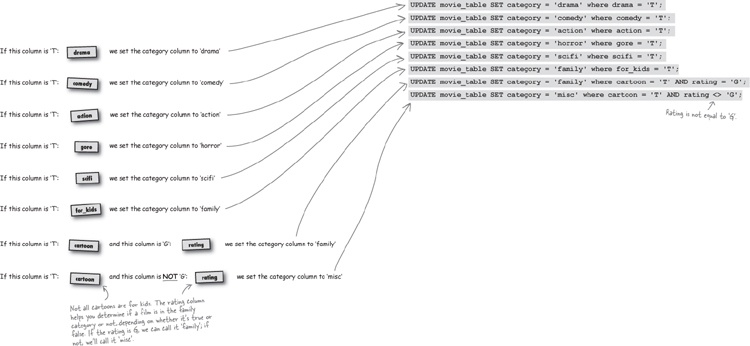 UPDATE movie_table SET category = 'drama' where drama = 'T';
UPDATE movie_table SET category = 'comedy' where comedy = 'T';
UPDATE movie_table SET category = 'action' where action = 'T';
UPDATE movie_table SET category = 'horror' where gore = 'T';
UPDATE movie_table SET category = 'scifi' where scifi = 'T';
UPDATE movie_table SET category = 'family' where for_kids = 'T';
UPDATE movie_table SET category = 'family' where cartoon = 'T' AND rating = 'G';
UPDATE movie_table SET category = 'misc' where cartoon = 'T' AND rating <> 'G';
Rating is not equal to 'G'.
If this column is 'T': drama we set the category column to 'drama'
If this column is 'T': comedy we set the category column to 'comedy'
If this column is 'T': action we set the category column to 'action'
If this column is 'T': gore we set the category column to 'horror'
If this column is 'T': scifi we set the category column to 'scifi'
If this column is 'T': for_kids we set the category column to 'family'
If this column is 'T': cartoon and this column is 'G': rating we set the category column to 'family'
If this column is 'T': cartoon and this column is NOT 'G': rating we set the category column to 'misc'
Not all cartoons are for kids. The rating column
helps you determine if a film is in the family
category or not, depending on whether it's true or
false. If the rating is G, we can call it 'family'; if
not, we'll call it 'misc'.